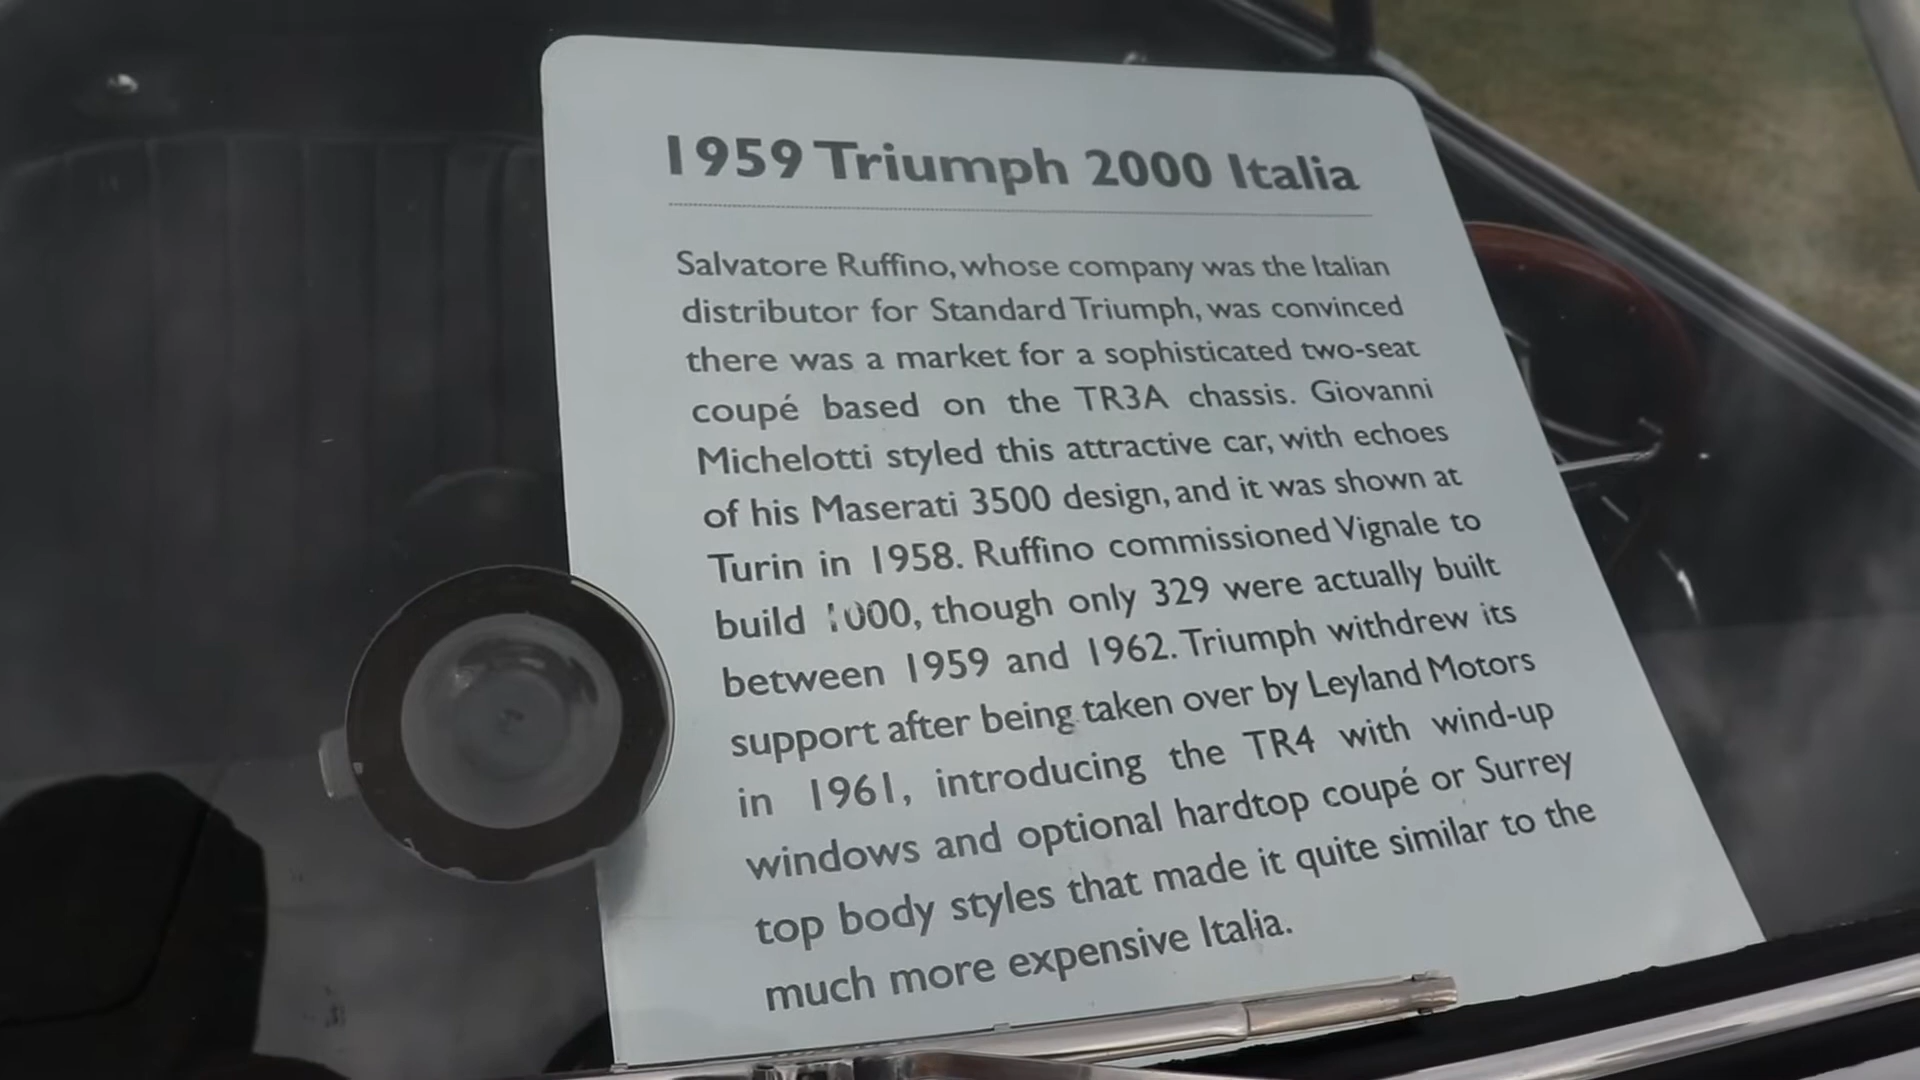 1959 Triumph 2000 Italia
Salvatore Ruffino, whose company was the Italian
distributor for Standard Triumph, was convinced
there was a market for a sophisticated two-seat
coupé based on the TR3A chassis. Giovanni
Michelotti styled this attractive car, with echoes
of his Maserati 3500 design, and it was shown at
Turin in 1958. Ruffino commissioned Vignale to
build 1000, though only 329 were actually built
between 1959 and 1962. Triumph withdrew its
support after being taken over by Leyland Motors
in 1961, introducing the TR4 with wind-up
windows and optional hardtop coupé or Surrey
top body styles that made it quite similar to the
much more expensive Italia.